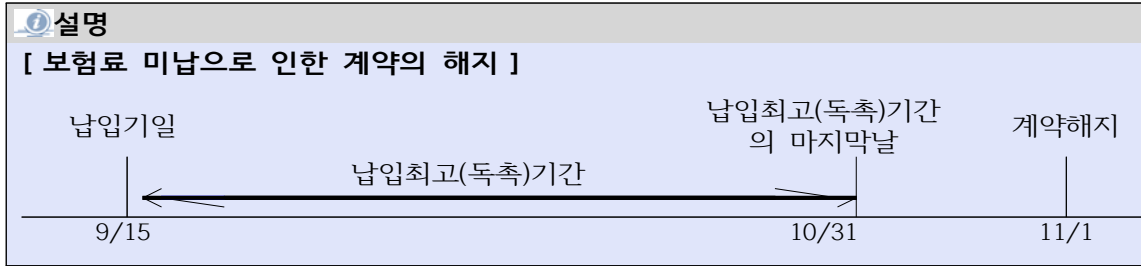 설명
[ 보험료 미납으로 인한 계약의 해지 ]
납입기일
납입최고(독촉)기간
의 마지막날
계약해지
납입최고(독촉)기간
9/15
10/31
11/1